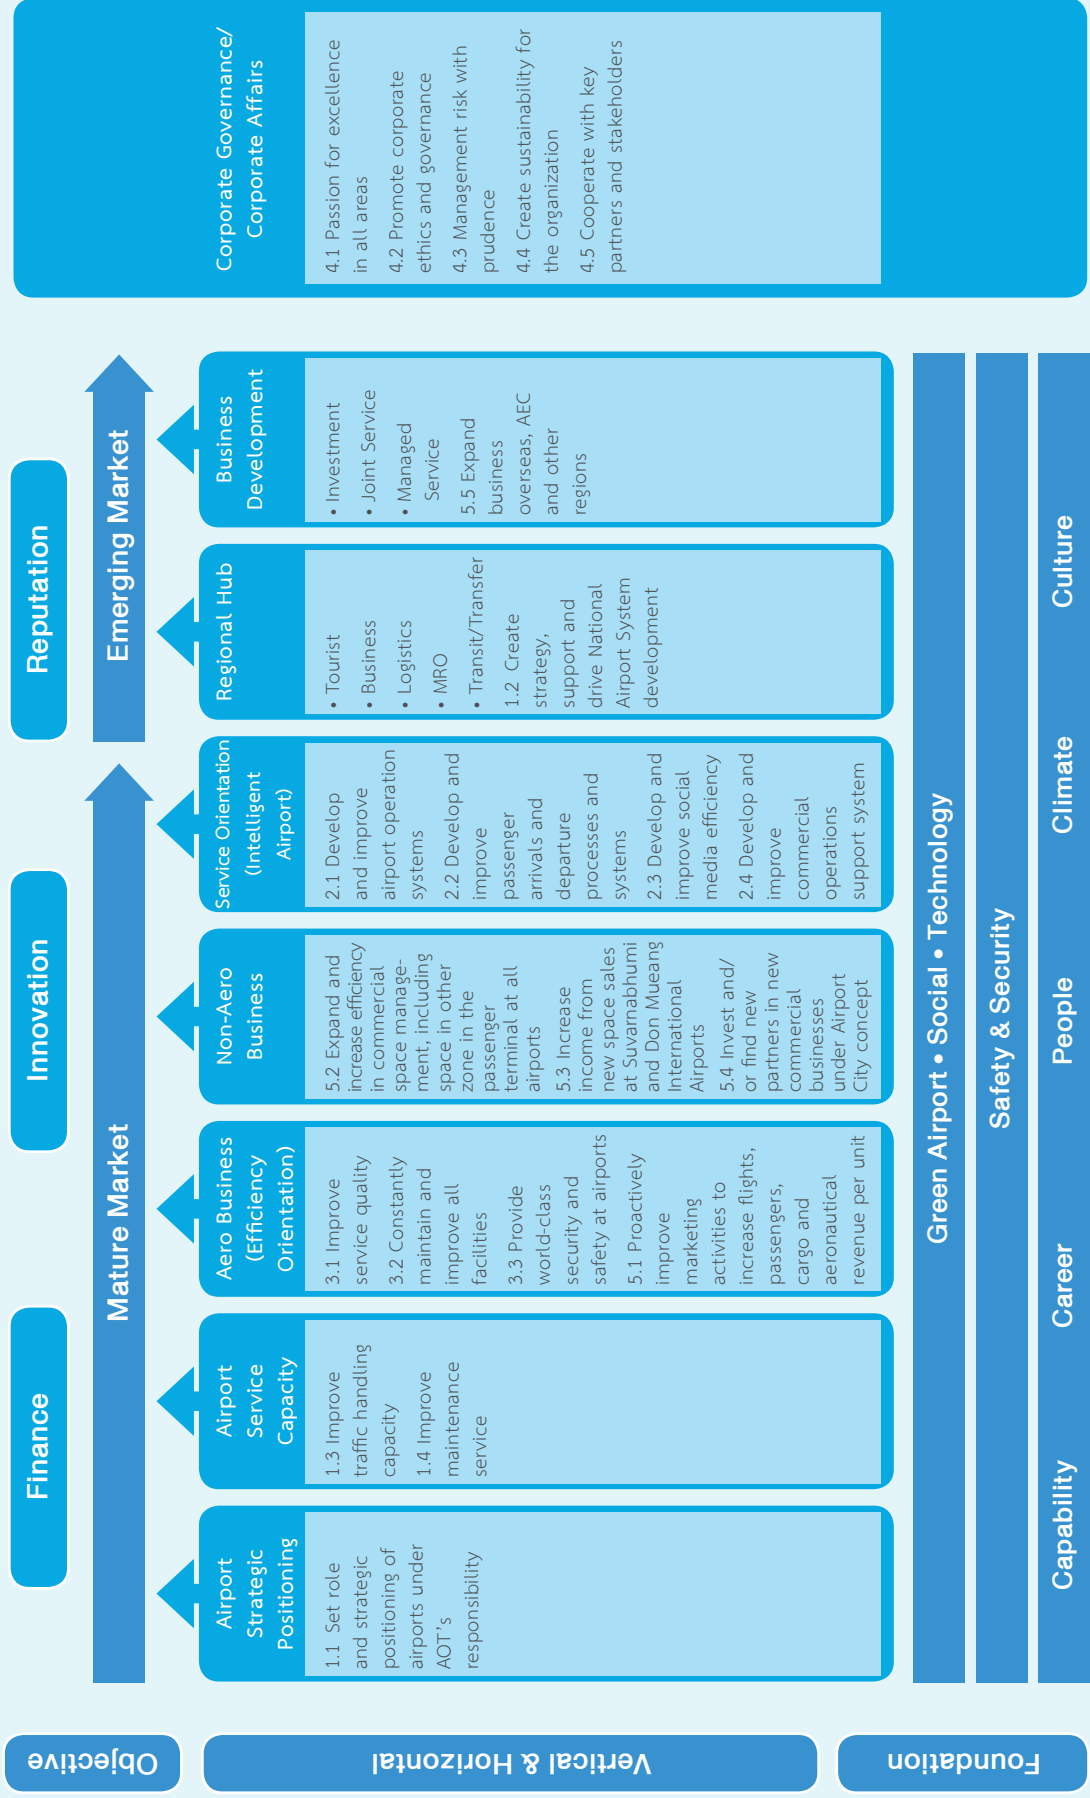 Objective
Finance
Innovation
Reputation
Mature Market
Emerging Market
Vertical & Horizontal
Airport
Strategic
Positioning
1.1 Set role
and strategic
positioning of
airports under
AOT's
responsibility
Airport
Service
Capacity
1.3 Improve
traffic handling
capacity
1.4 Improve
maintenance
service
Aero Business
(Efficiency
Orientation)
3.1 Improve
service quality
3.2 Constantly
maintain and
improve all
facilities
3.3 Provide
world-class
security and
safety at airports
5.1 Proactively
improve
marketing
activities to
increase flights,
passengers,
cargo and
aeronautical
revenue per unit
Non-Aero
Business
5.2 Expand and
increase efficiency
in commercial
space manage-
ment, including
space in other
zone in the
passenger
terminal at all
airports
5.3 Increase
income from
new space sales
at Suvarnabhumi
and Don Mueang
International
Airports
5.4 Invest and/
or find new
partners in new
commercial
businesses
under Airport
City concept
Service Orientation
(Intelligent
Airport)
2.1 Develop
and improve
airport operation
systems
2.2 Develop and
improve
passenger
arrivals and
departure
processes and
systems
2.3 Develop and
improve social
media efficiency
2.4 Develop and
improve
commercial
operations
support system
Regional Hub
• Tourist
• Business
• Logistics
• MRO
• Transit/Transfer
1.2 Create
strategy,
support and
drive National
Airport System
development
Business
Development
• Investment
• Joint Service
• Managed
Service
5.5 Expand
business
overseas, AEC
and other
regions
Corporate Governance/
Corporate Affairs
4.1 Passion for excellence
in all areas
4.2 Promote corporate
ethics and governance
4.3 Management risk with
prudence
4.4 Create sustainability for
the organization
4.5 Cooperate with key
partners and stakeholders
Foundation
Green Airport • Social • Technology
Safety & Security
Capability
Career
People
Climate
Culture